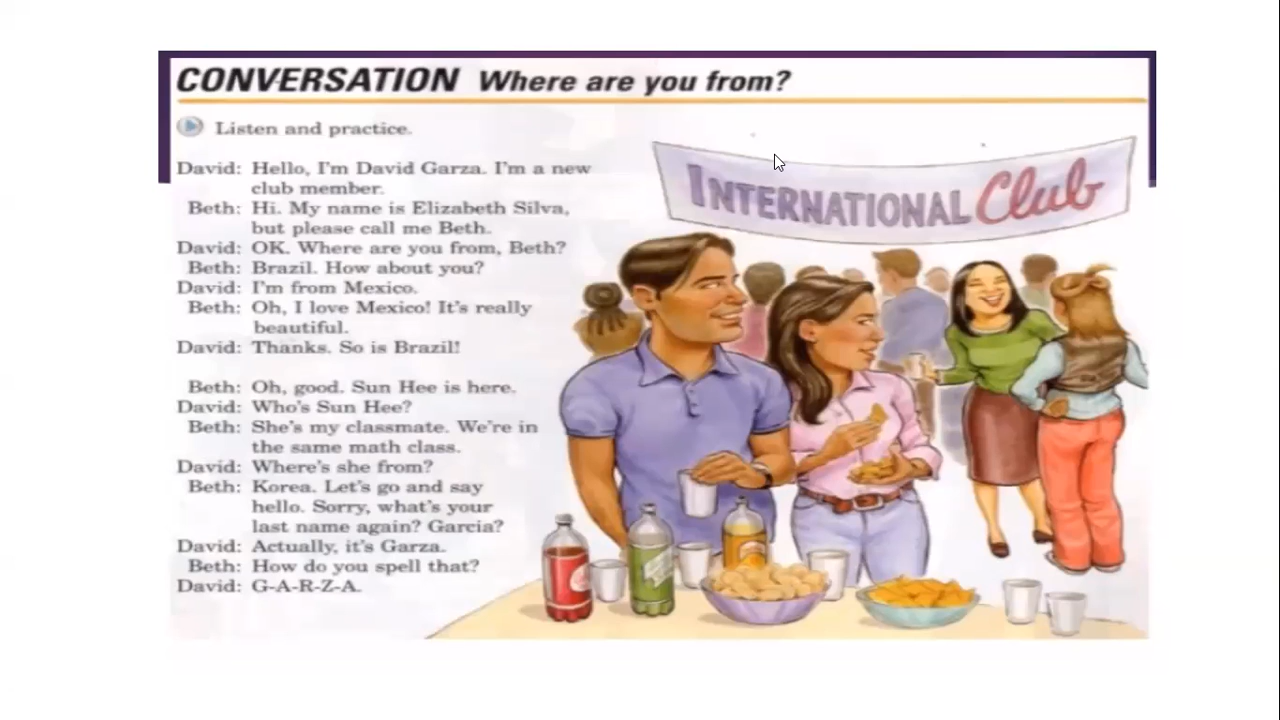 CONVERSATION Where are you from?
Listen and practice.
David: Hello, I'm David Garza. I'm a new
club member.
Beth: Hi. My name is Elizabeth Silva,
but please call me Beth.
David: OK. Where are you from, Beth?
Beth: Brazil. How about you?
David: I'm from Mexico.
Beth: Oh, I love Mexico! It's really
beautiful.
David: Thanks. So is Brazil!
Beth: Oh, good. Sun Hee is here.
David: Who's Sun Hee?
Beth: She's my classmate. We're in
the same math class.
David: Where's she from?
Beth: Korea. Let's go and say
hello. Sorry, what's your
last name again? Garcia?
David: Actually, it's Garza.
Beth: How do you spell that?
David: G-A-R-Z-A.
INTERNATIONAL Club